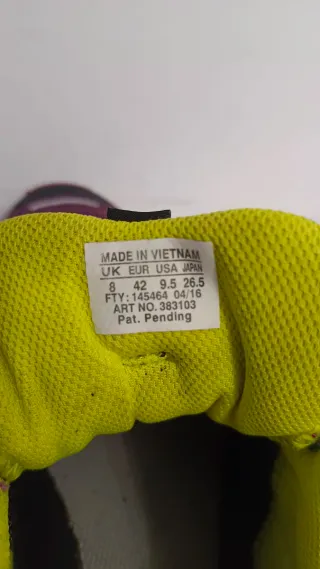 MADE IN VIETNAM
UK EUR USA JAPAN
8 42 9.5 26.5
FTY: 145464 04/16
ART NO. 383103
Pat. Pending